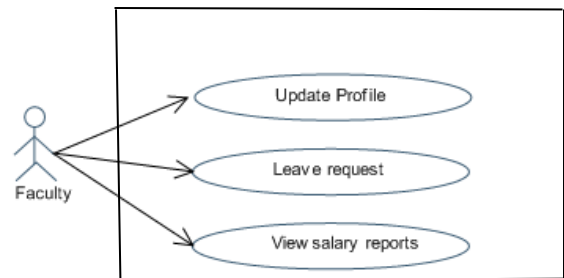 Update Profile
Leave request
Faculty
View salary reports